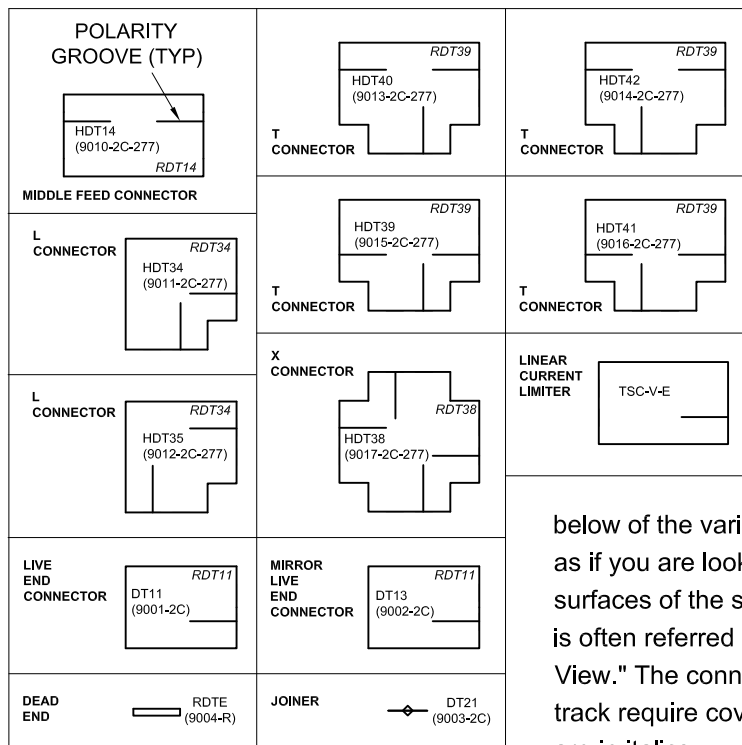 POLARITY
GROOVE (TYP)
HDT14
(9010-2C-277)
RDT14
MIDDLE FEED CONNECTOR
RDT39
HDT40
(9013-2C-277)
T
CONNECTOR
RDT39
HDT42
(9014-2C-277)
T
CONNECTOR
L
CONNECTOR
RDT34
HDT34
(9011-2C-277)
RDT39
HDT39
(9015-2C-277)
T
CONNECTOR
RDT39
HDT41
(9016-2C-277)
T
CONNECTOR
L
CONNECTOR
RDT34
HDT35
(9012-2C-277)
X
CONNECTOR
RDT38
HDT38
(9017-2C-277)
LINEAR
CURRENT
LIMITER
TSC-V-E
LIVE
END
CONNECTOR
RDT11
DT11
(9001-2C)
MIRROR
LIVE
END
CONNECTOR
RDT11
DT13
(9002-2C)
DEAD
END
RDTE
(9004-R)
JOINER
DT21
(9003-2C)
below of the vari
as if you are look
surfaces of the s
is often referred
View." The conn
track require cov